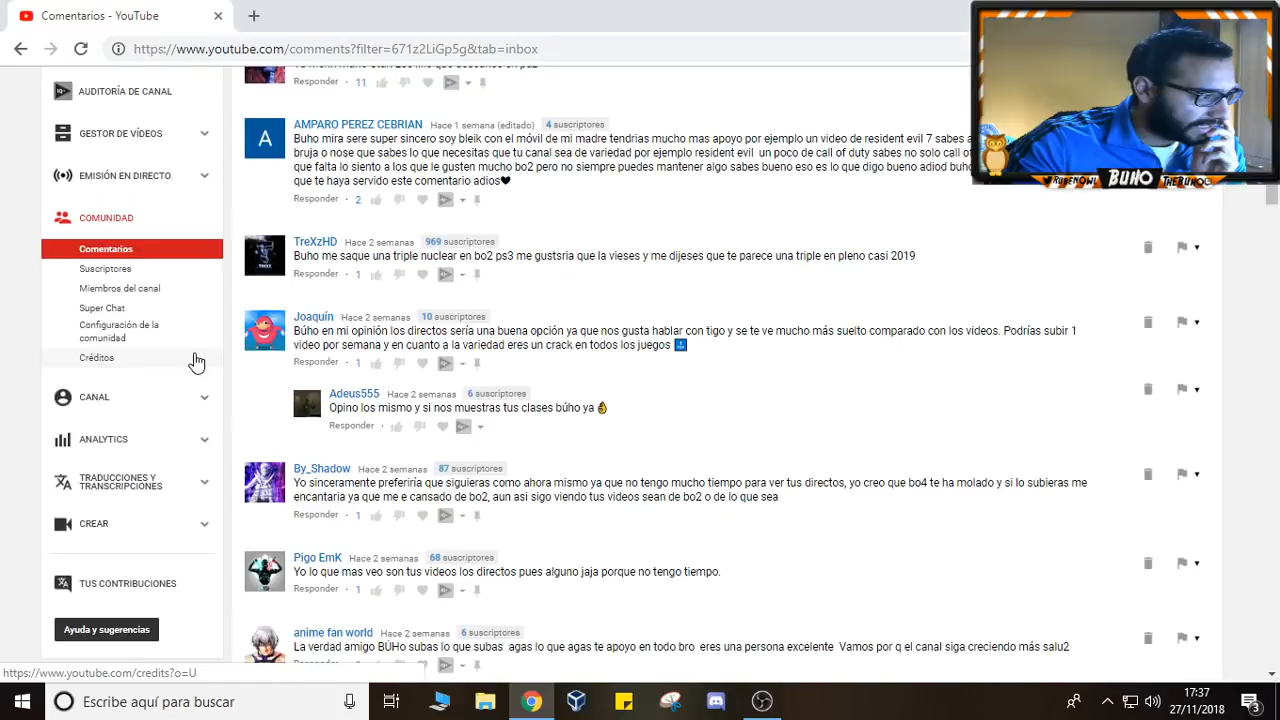 Comentarios - YouTube
https://www.youtube.com/comments?filter=671z2LiGp5g&tab=inbox
AUDITORÍA DE CANAL
GESTOR DE VÍDEOS
EMISIÓN EN DIRECTO
COMUNIDAD
Comentarios
Suscriptores
Miembros del canal
Super Chat
Configuración de la
comunidad
Créditos
CANAL
ANALYTICS
TRADUCCIONES Y
TRANSCRIPCIONES
CREAR
TUS CONTRIBUCIONES
Ayuda y sugerencias
Responder · 11
A
AMPARO PEREZ CEBRIAN Hace 1 semana (editado) 4 suscriptores
Buho mira sere super sincero soy bleik con el móvil de mi madre tendrias mucho mas apoyo por ejemplo un video de resident evil 7 sabes
bruja o nose que sabes lo que necesitas que tu canal sea de variedad por ejemplo resident evil un poco de call of duty sabes no solo call of
que falta lo siento a los que le gusten mucho bo2 pero no siempre puedes mantener algo sabes bueno eso es lo que digo bueno adiod buho
que te haya servido este comentario adios♥
Responder · 2
TreXzHD Hace 2 semanas 969 suscriptores
Buho me saque una triple nuclear en bo2 ps3 me gustsria que la vieses y me dijeses que te parece una triple en pleno casi 2019
Responder · 1
Joaquín Hace 2 semanas 10 suscriptores
Búho en mi opinión los directos sería una buena opción ya que nos gusta hablar con tigo y se te ve mucho más suelto comparado con los videos. Podrías subir 1
video por semana y en cuanto a la variedad eres un crack en todos los juegos
Responder · 1
Adeus555 Hace 2 semanas 6 suscriptores
Opino los mismo y si nos muestras tus clases búho ya 👌
Responder ·
By_Shadow Hace 2 semanas 87 suscriptores
Yo sinceramente preferiría que siguieras como ahora mismo ya que no tengo mucho tiempo para ver tus directos, yo creo que bo4 te ha molado y si lo subieras me
encantaria ya que me e cansado de bo2, aun asi sigo viendo tus videos sean de bo2 o de lo que sea
Responder · 1
Pigo EmK Hace 2 semanas 68 suscriptores
Yo lo que mas veo son tus videos los directos pues alguno jaja porque no tengo tiempo.
Responder · 1
anime fan world Hace 2 semanas 6 suscriptores
La verdad amigo BÚHo subas lo que subas agas lo que agas te apoyo en todo bro eres una persona excelente Vamos por q el canal siga creciendo más salu2
RUBENOWL BUHO
https://www.youtube.com/credits?o=U
Escribe aquí para buscar
17:37
27/11/2018
3